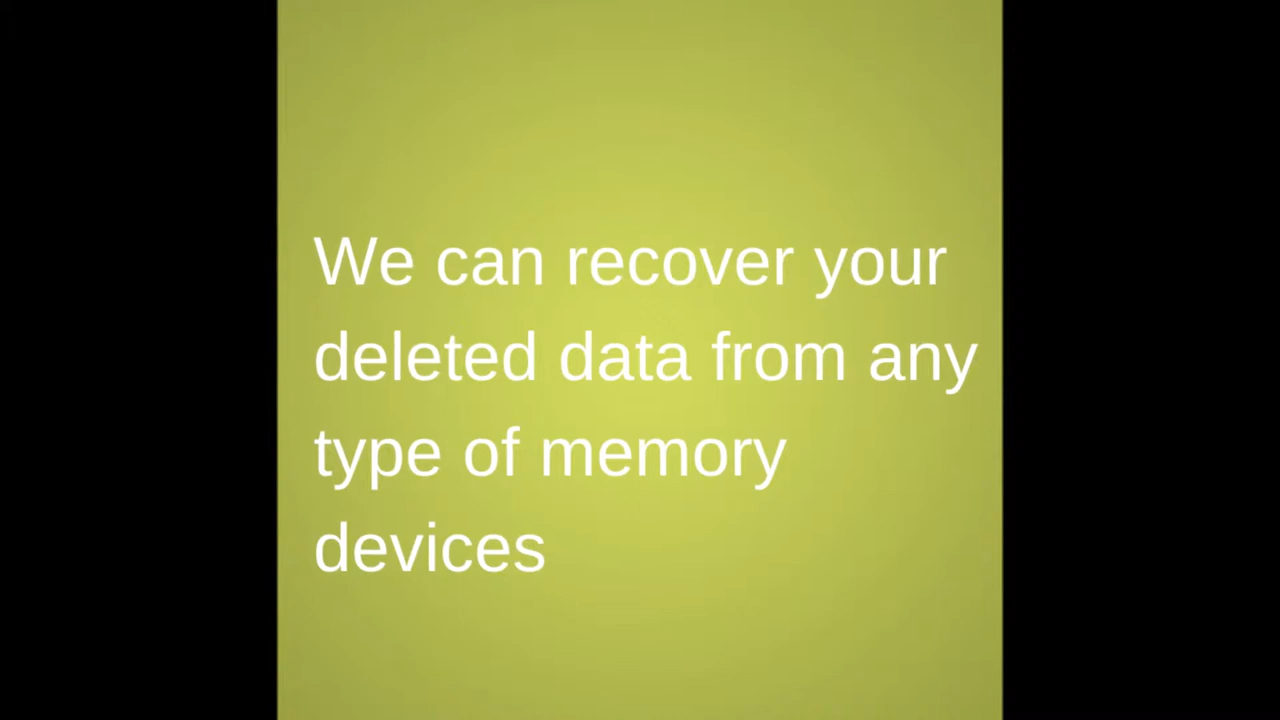 We can recover your
deleted data from any
type of memory
devices